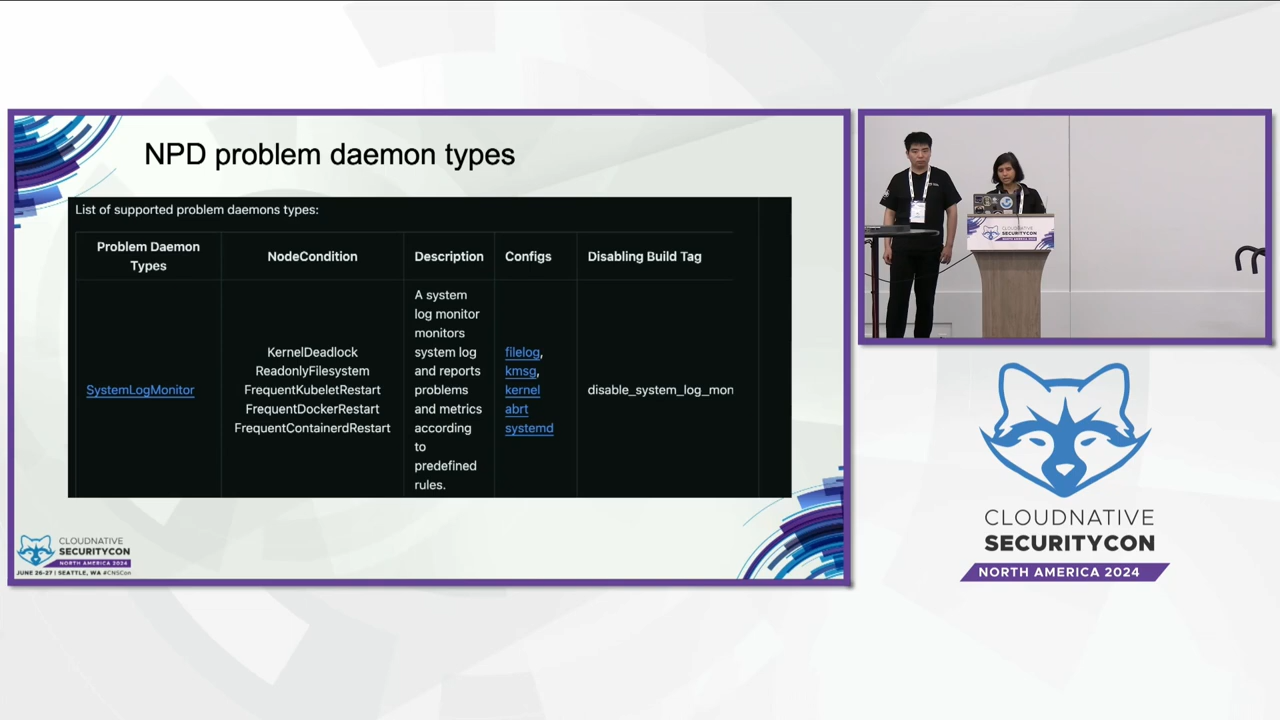 NPD problem daemon types
List of supported problem daemons types:
Problem Daemon
Types
NodeCondition
Description
Configs
Disabling Build Tag
SystemLogMonitor
KernelDeadlock
ReadonlyFilesystem
FrequentKubeletRestart
FrequentDockerRestart
FrequentContainerdRestart
A system
log monitor
monitors
system log
and reports
problems
and metrics
according
to
predefined
rules.
filelog,
kmsg,
kernel
abrt
systemd
disable_system_log_mon
CLOUDNATIVE
SECURITYCON
NORTH AMERICA 2024
JUNE 26-27 | SEATTLE, WA #CNSCon
CLOUDNATIVE
SECURITYCON
CLOUDNATIVE
SECURITYCON
NORTH AMERICA 2024